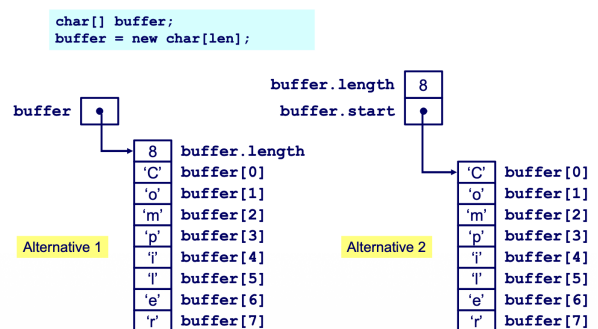 char[] buffer;
buffer = new char[len];
buffer.length 8
buffer buffer.start
8 buffer.length
'C' buffer[0] 'C' buffer[0]
'o' buffer[1] 'o' buffer[1]
'm' buffer[2] 'm' buffer[2]
'p' buffer[3] 'p' buffer[3]
Alternative 1 'i' buffer[4] Alternative 2 'i' buffer[4]
'l' buffer[5] 'l' buffer[5]
'e' buffer[6] 'e' buffer[6]
'r' buffer[7] 'r' buffer[7]